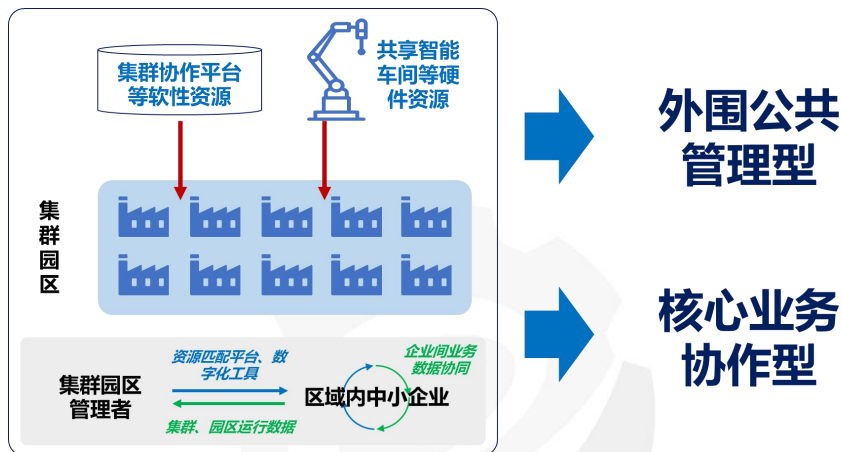 集群协作平台
等软性资源
共享智能
车间等硬
件资源
集
群
园
区
资源匹配平台、数
字化工具
企业间业务
数据协同
集群园区
管理者
区域内中小企业
集群、园区运行数据
外围公共
管理型
核心业务
协作型